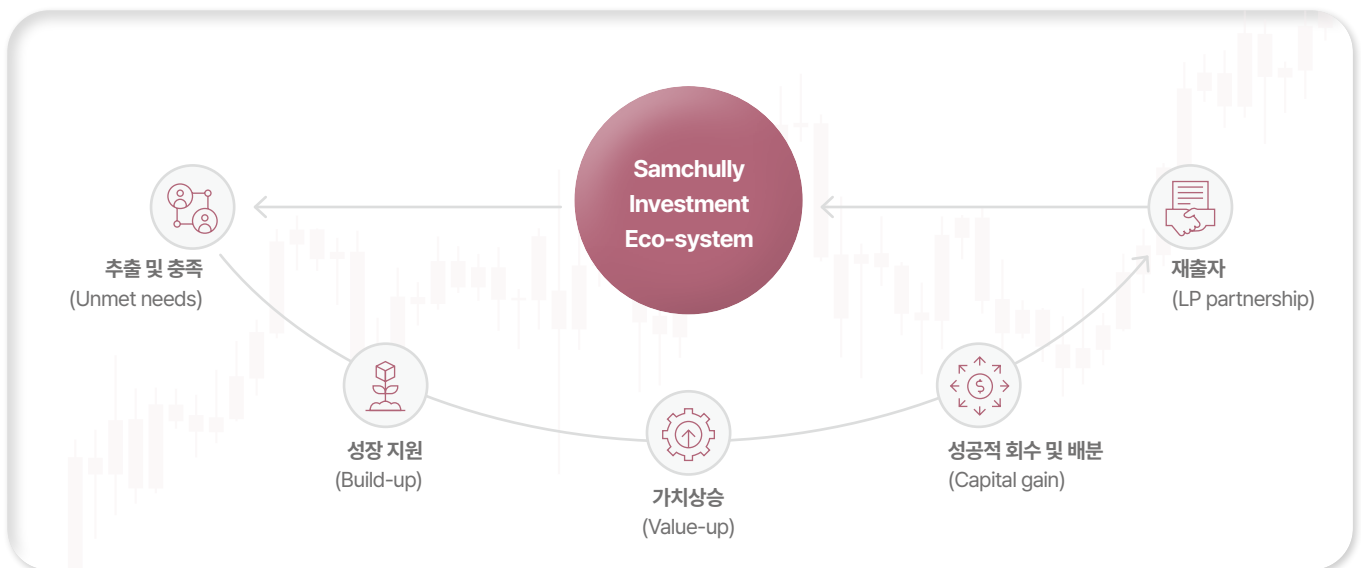 Samchully
Investment
Eco-system
추출 및 충족
(Unmet needs)
성장 지원
(Build-up)
가치상승
(Value-up)
성공적 회수 및 배분
(Capital gain)
재출자
(LP partnership)
$